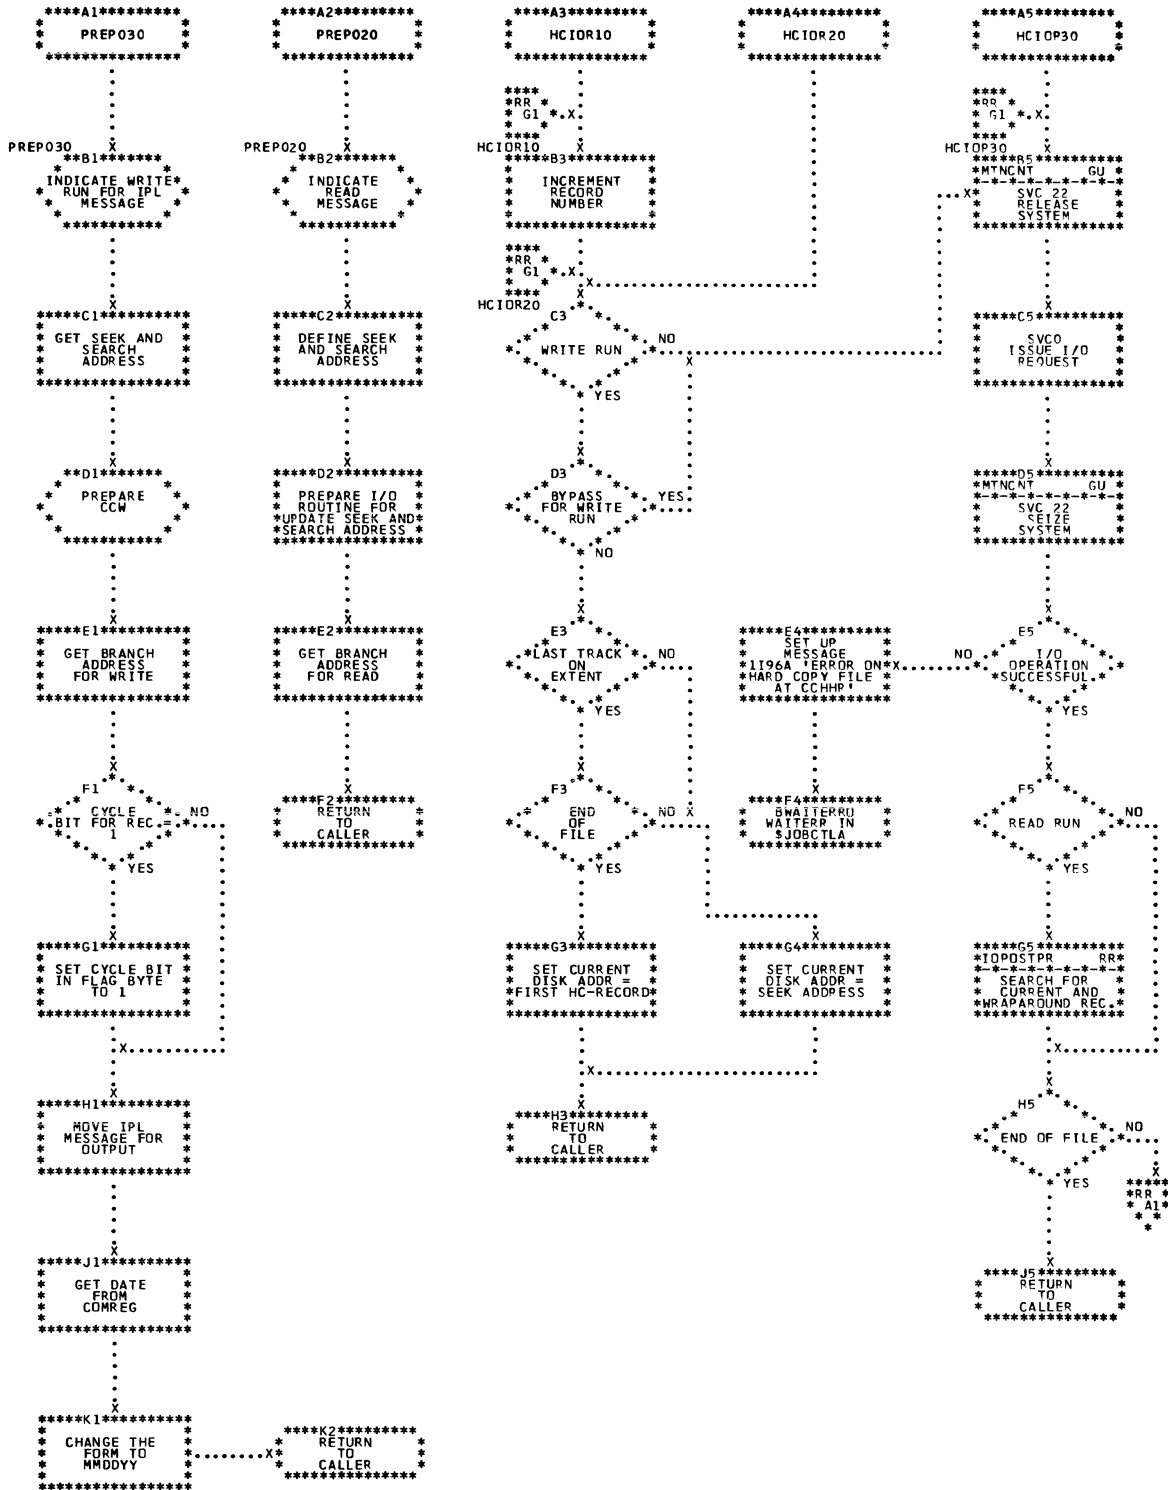 ****A1*********
PREP030
****A2*********
PREP020
****A3*********
HCIOR10
****A4*********
HCIOR20
****A5*********
HCIOP30
RR
G1
RR
G1
PREP030
**B1*******
INDICATE WRITE
RUN FOR IPL
MESSAGE
PREP020
**B2*******
INDICATE
READ
MESSAGE
HCIOR10
*****B3**********
INCREMENT
RECORD
NUMBER
HCIOP30
*****B5**********
*MTNCNT GU *
*-*-*-*-*-*-*-*-*
SVC 22
RELEASE
SYSTEM
RR
G1
HCIOR20
*****C1**********
GET SEEK AND
SEARCH
ADDRESS
*****C2**********
DEFINE SEEK
AND SEARCH
ADDRESS
C3
WRITE RUN
NO
YES
*****C5**********
SVC0
ISSUE I/O
REQUEST
**D1*******
PREPARE
CCW
*****D2**********
PREPARE I/O
ROUTINE FOR
*UPDATE SEEK AND*
*SEARCH ADDRESS *
D3
BYPASS
FOR WRITE
RUN
YES
NO
*****D5**********
*MTNCNT GU *
*-*-*-*-*-*-*-*-*
SVC 22
SEIZE
SYSTEM
*****E1**********
GET BRANCH
ADDRESS
FOR WRITE
*****E2**********
GET BRANCH
ADDRESS
FOR READ
E3
LAST TRACK
ON
EXTENT
NO
YES
*****E4**********
SET UP
MESSAGE
*1I96A 'ERROR ON*
*HARD COPY FILE *
AT CCHHR'
E5
I/O
OPERATION
SUCCESSFUL
NO
YES
F1
CYCLE
BIT FOR REC.=
1
NO
YES
****F2*********
RETURN
TO
CALLER
F3
END
OF
FILE
NO
YES
****F4*********
BWAITERRO
WAITERR IN
$JOBCTLA
F5
READ RUN
NO
YES
*****G1**********
SET CYCLE BIT
IN FLAG BYTE
TO 1
*****G3**********
SET CURRENT
DISK ADDR =
*FIRST HC-RECORD*
*****G4**********
SET CURRENT
DISK ADDR =
SEEK ADDRESS
*****G5**********
*IOPOSTPR RR*
*-*-*-*-*-*-*-*-*
SEARCH FOR
CURRENT AND
*WRAPAROUND REC.*
*****H1**********
MOVE IPL
MESSAGE FOR
OUTPUT
****H3*********
RETURN
TO
CALLER
H5
END OF FILE
NO
YES
RR
A1
*****J1**********
GET DATE
FROM
COMREG
****J5*********
RETURN
TO
CALLER
*****K1**********
CHANGE THE
FORM TO
MMDDYY
****K2*********
RETURN
TO
CALLER